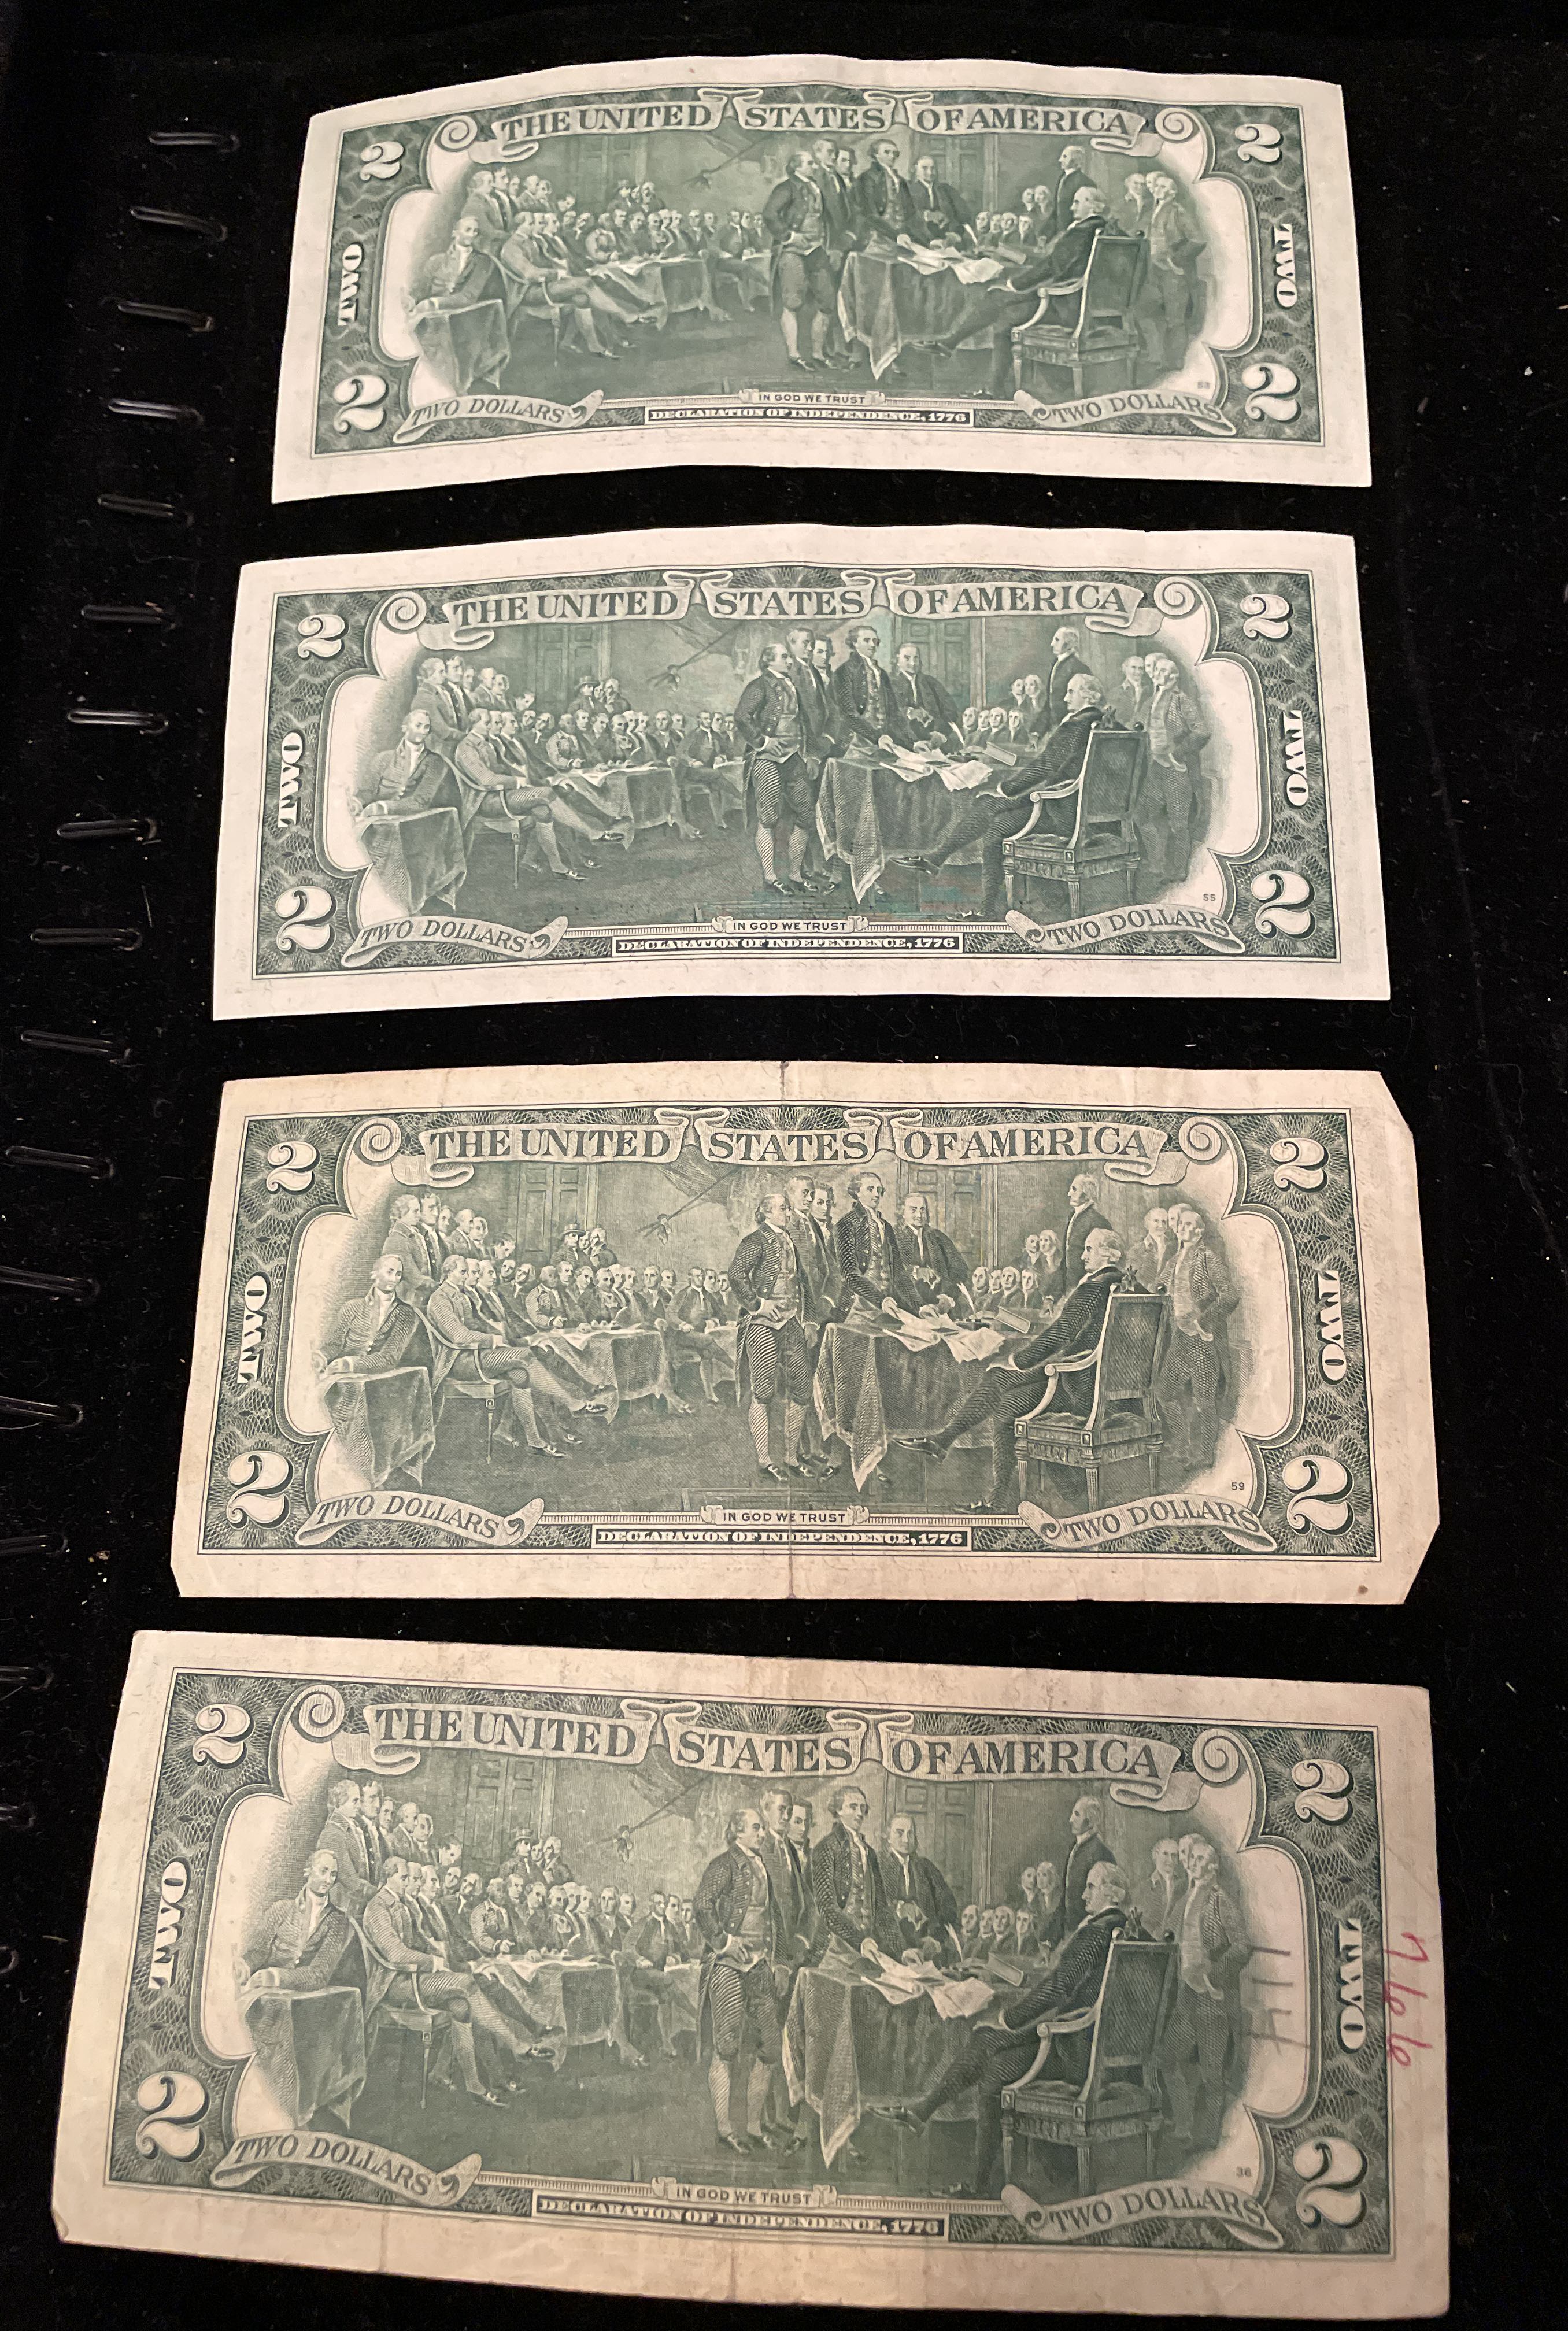 THE UNITED STATES OF AMERICA
2 2
TWO TWO
53
2 TWO DOLLARS IN GOD WE TRUST TWO DOLLARS 2
DECLARATION OF INDEPENDENCE, 1776
THE UNITED STATES OF AMERICA
2 2
TWO TWO
55
2 TWO DOLLARS IN GOD WE TRUST TWO DOLLARS 2
DECLARATION OF INDEPENDENCE, 1776
THE UNITED STATES OF AMERICA
2 2
TWO TWO
59
2 TWO DOLLARS IN GOD WE TRUST TWO DOLLARS 2
DECLARATION OF INDEPENDENCE, 1776
THE UNITED STATES OF AMERICA
2 2
TWO TWO
766
36
2 TWO DOLLARS IN GOD WE TRUST TWO DOLLARS 2
DECLARATION OF INDEPENDENCE, 1776